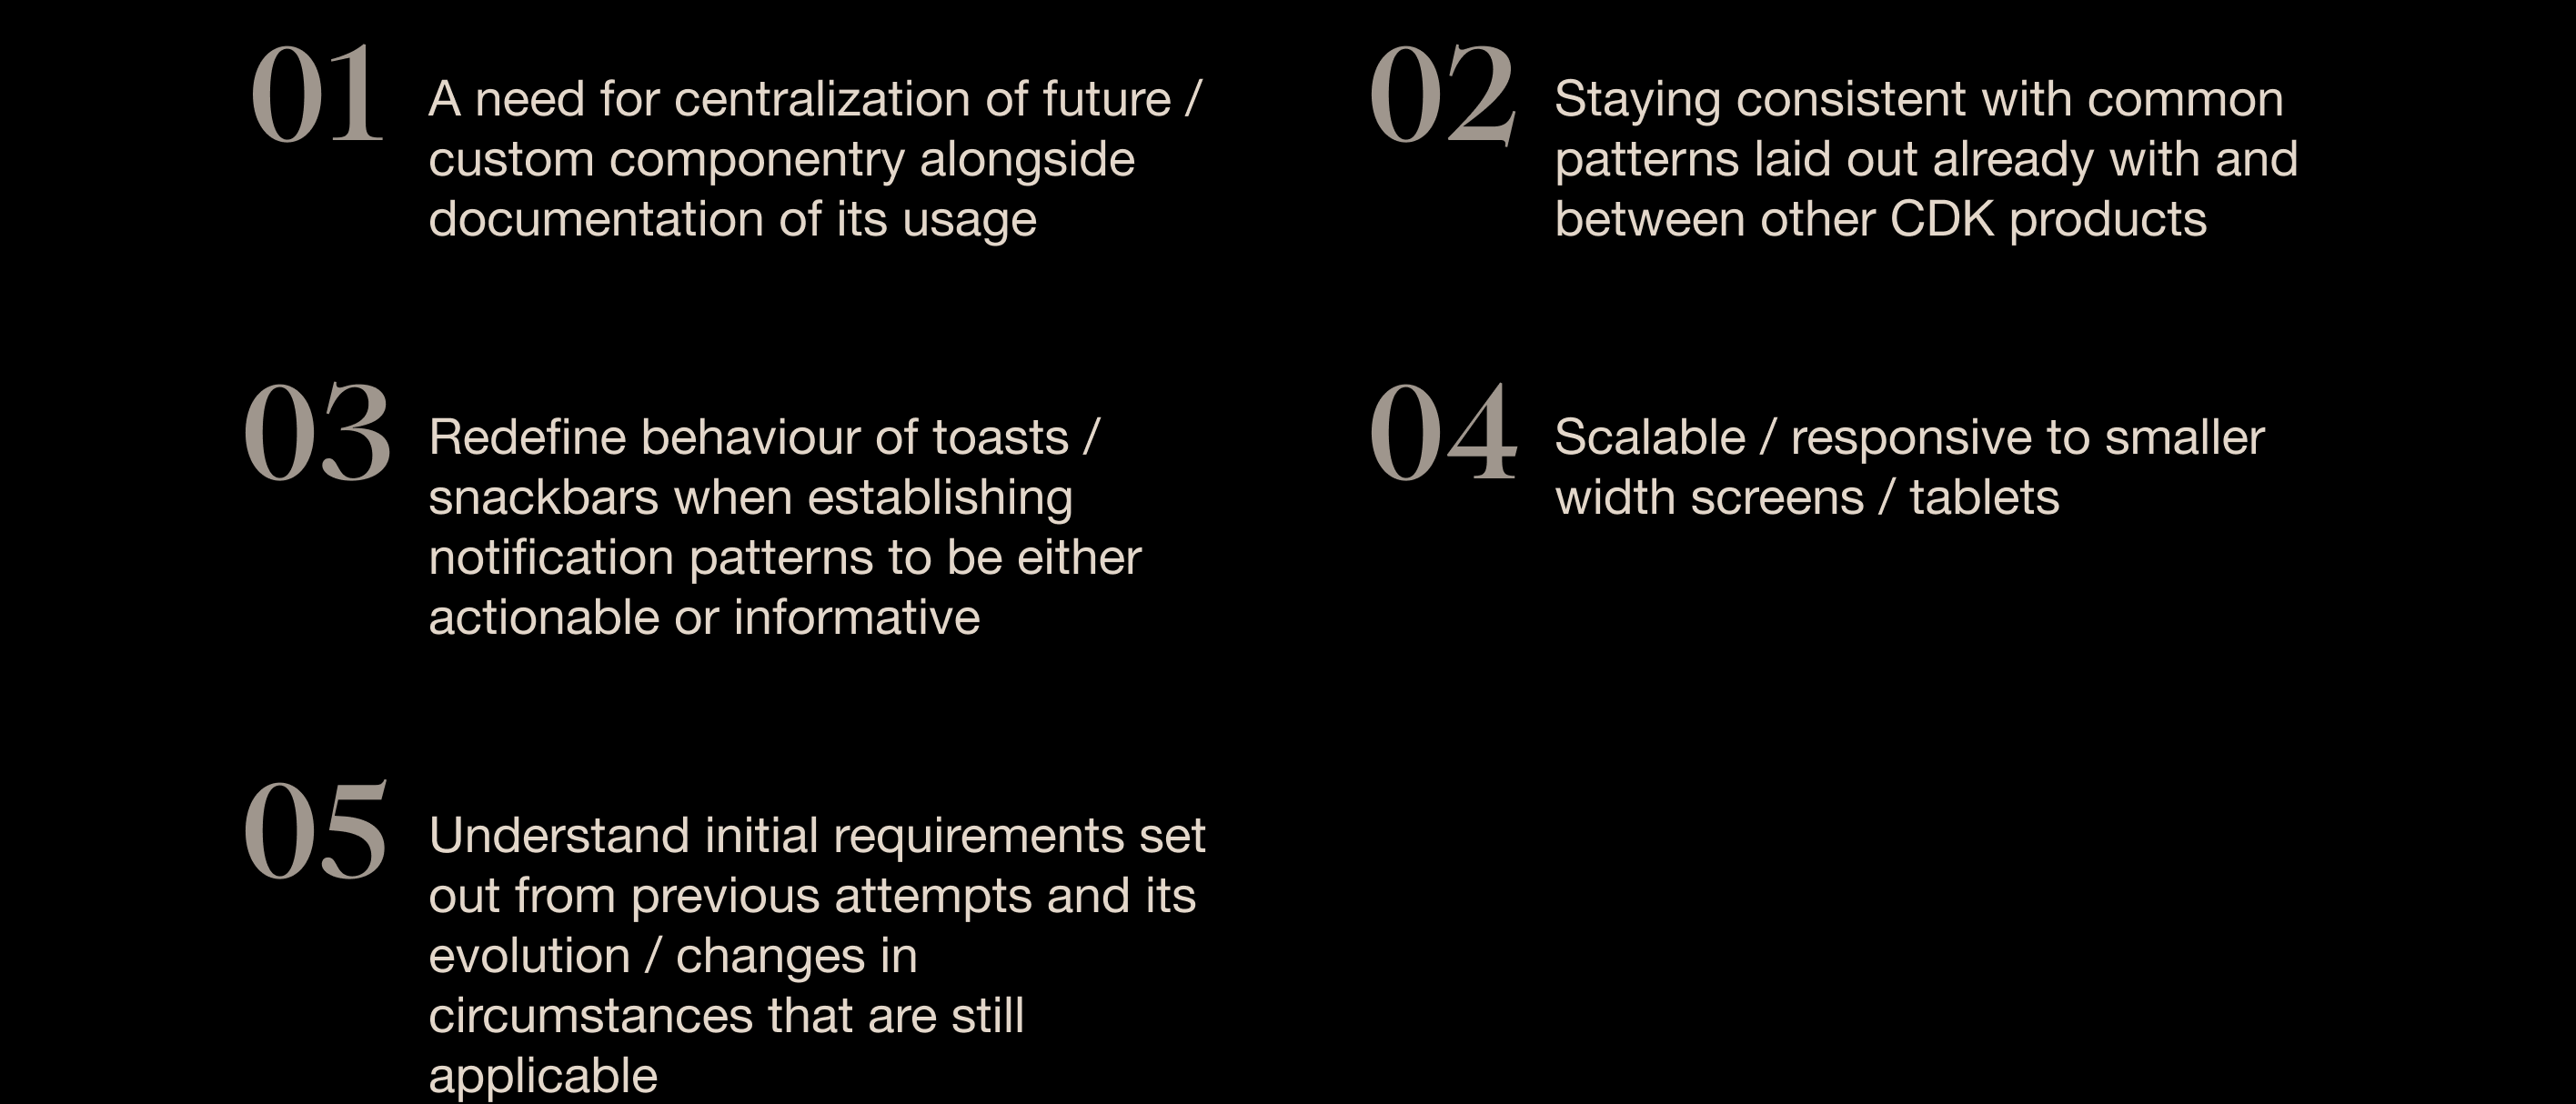 01
A need for centralization of future /
custom componentry alongside
documentation of its usage
02
Staying consistent with common
patterns laid out already with and
between other CDK products
03
Redefine behaviour of toasts /
snackbars when establishing
notification patterns to be either
actionable or informative
04
Scalable / responsive to smaller
width screens / tablets
05
Understand initial requirements set
out from previous attempts and its
evolution / changes in
circumstances that are still
applicable